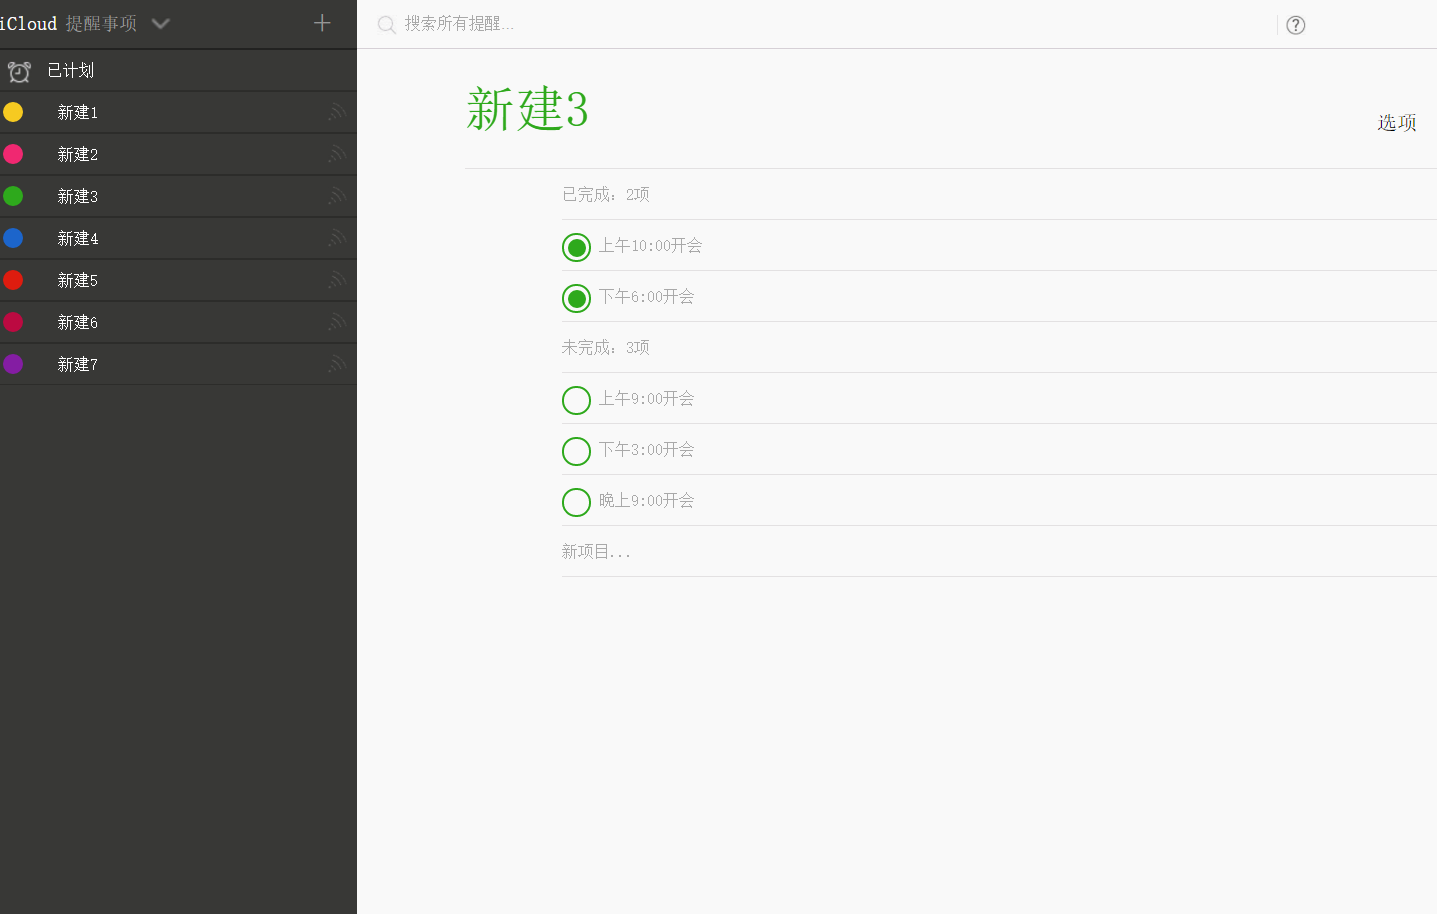 iCloud 提醒事项
已计划
新建1
新建2
新建3
新建4
新建5
新建6
新建7
搜索所有提醒...
新建3
选项
已完成：2项
上午10:00开会
下午6:00开会
未完成：3项
上午9:00开会
下午3:00开会
晚上9:00开会
新项目...